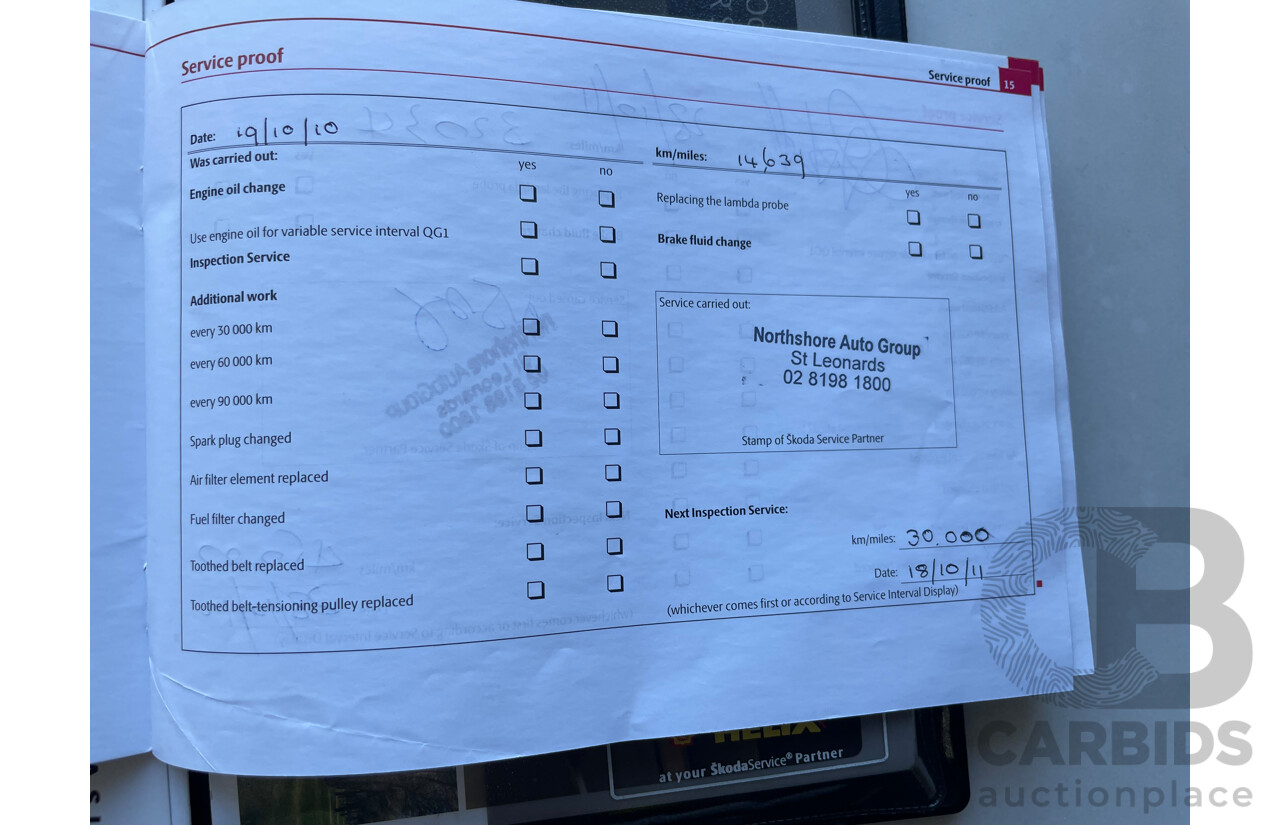 Service proof
Service proof 15
Date: 19/10/10
km/miles: 14,639
Was carried out:
yes no
Engine oil change
Use engine oil for variable service interval QG1
Inspection Service
Additional work
every 30 000 km
every 60 000 km
every 90 000 km
Spark plug changed
Air filter element replaced
Fuel filter changed
Toothed belt replaced
Toothed belt-tensioning pulley replaced
yes no
Replacing the lambda probe
Brake fluid change
Service carried out:
Northshore Auto Group
St Leonards
02 8198 1800
Stamp of Škoda Service Partner
Next Inspection Service:
km/miles: 30.000
Date: 18/10/11
(whichever comes first or according to Service Interval Display)
HELIX
at your ŠkodaService® Partner
CARBIDS
auctionplace